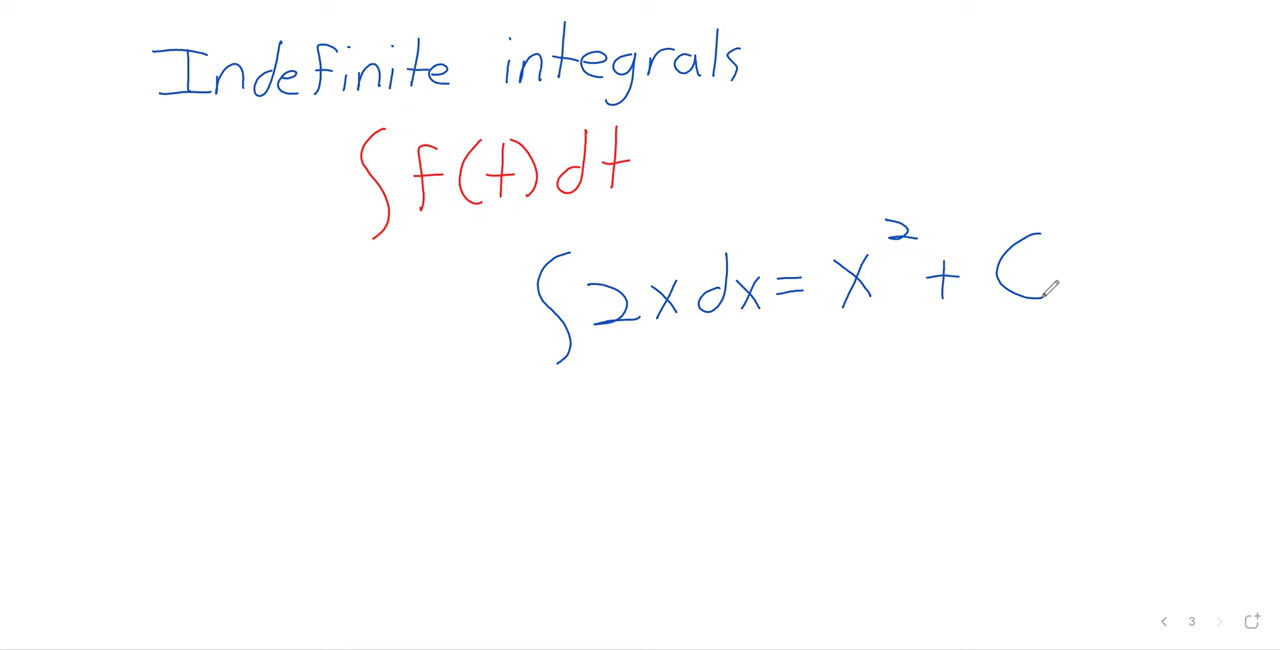 Indefinite integrals
∫ f(t) dt
∫ 2x dx = x² + C
3